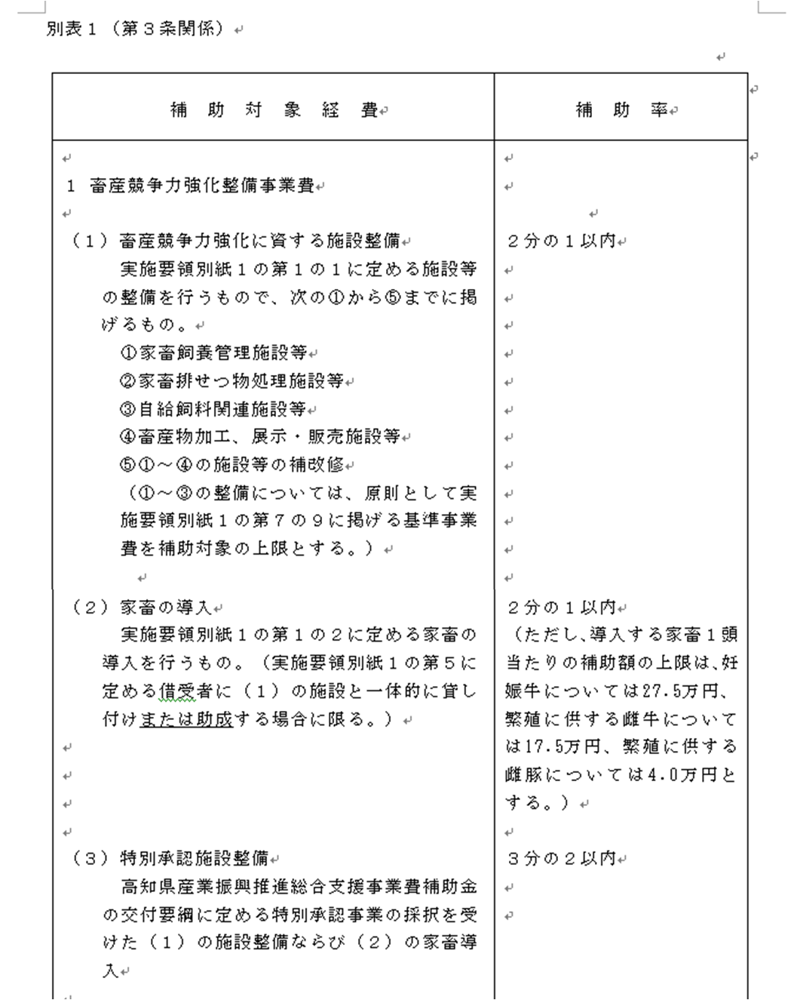 別表１（第３条関係）
補　助　対　象　経　費
補　助　率
１ 畜産競争力強化整備事業費
（１）畜産競争力強化に資する施設整備
２分の１以内
実施要領別紙１の第１の１に定める施設等
の整備を行うもので、次の①から⑤までに掲
げるもの。
①家畜飼養管理施設等
②家畜排せつ物処理施設等
③自給飼料関連施設等
④畜産物加工、展示・販売施設等
⑤①～④の施設等の補改修
（①～③の整備については、原則として実
施要領別紙１の第７の９に掲げる基準事業
費を補助対象の上限とする。）
（２）家畜の導入
実施要領別紙１の第１の２に定める家畜の
導入を行うもの。（実施要領別紙１の第５に
定める借受者に（１）の施設と一体的に貸し
付けまたは助成する場合に限る。）
２分の１以内
（ただし、導入する家畜１頭
当たりの補助額の上限は、妊
娠牛については27.5万円、
繁殖に供する雌牛について
は17.5万円、繁殖に供する
雌豚については4.0万円と
する。）
（３）特別承認施設整備
３分の２以内
高知県産業振興推進総合支援事業費補助金
の交付要綱に定める特別承認事業の採択を受
けた（１）の施設整備ならび（２）の家畜導
入